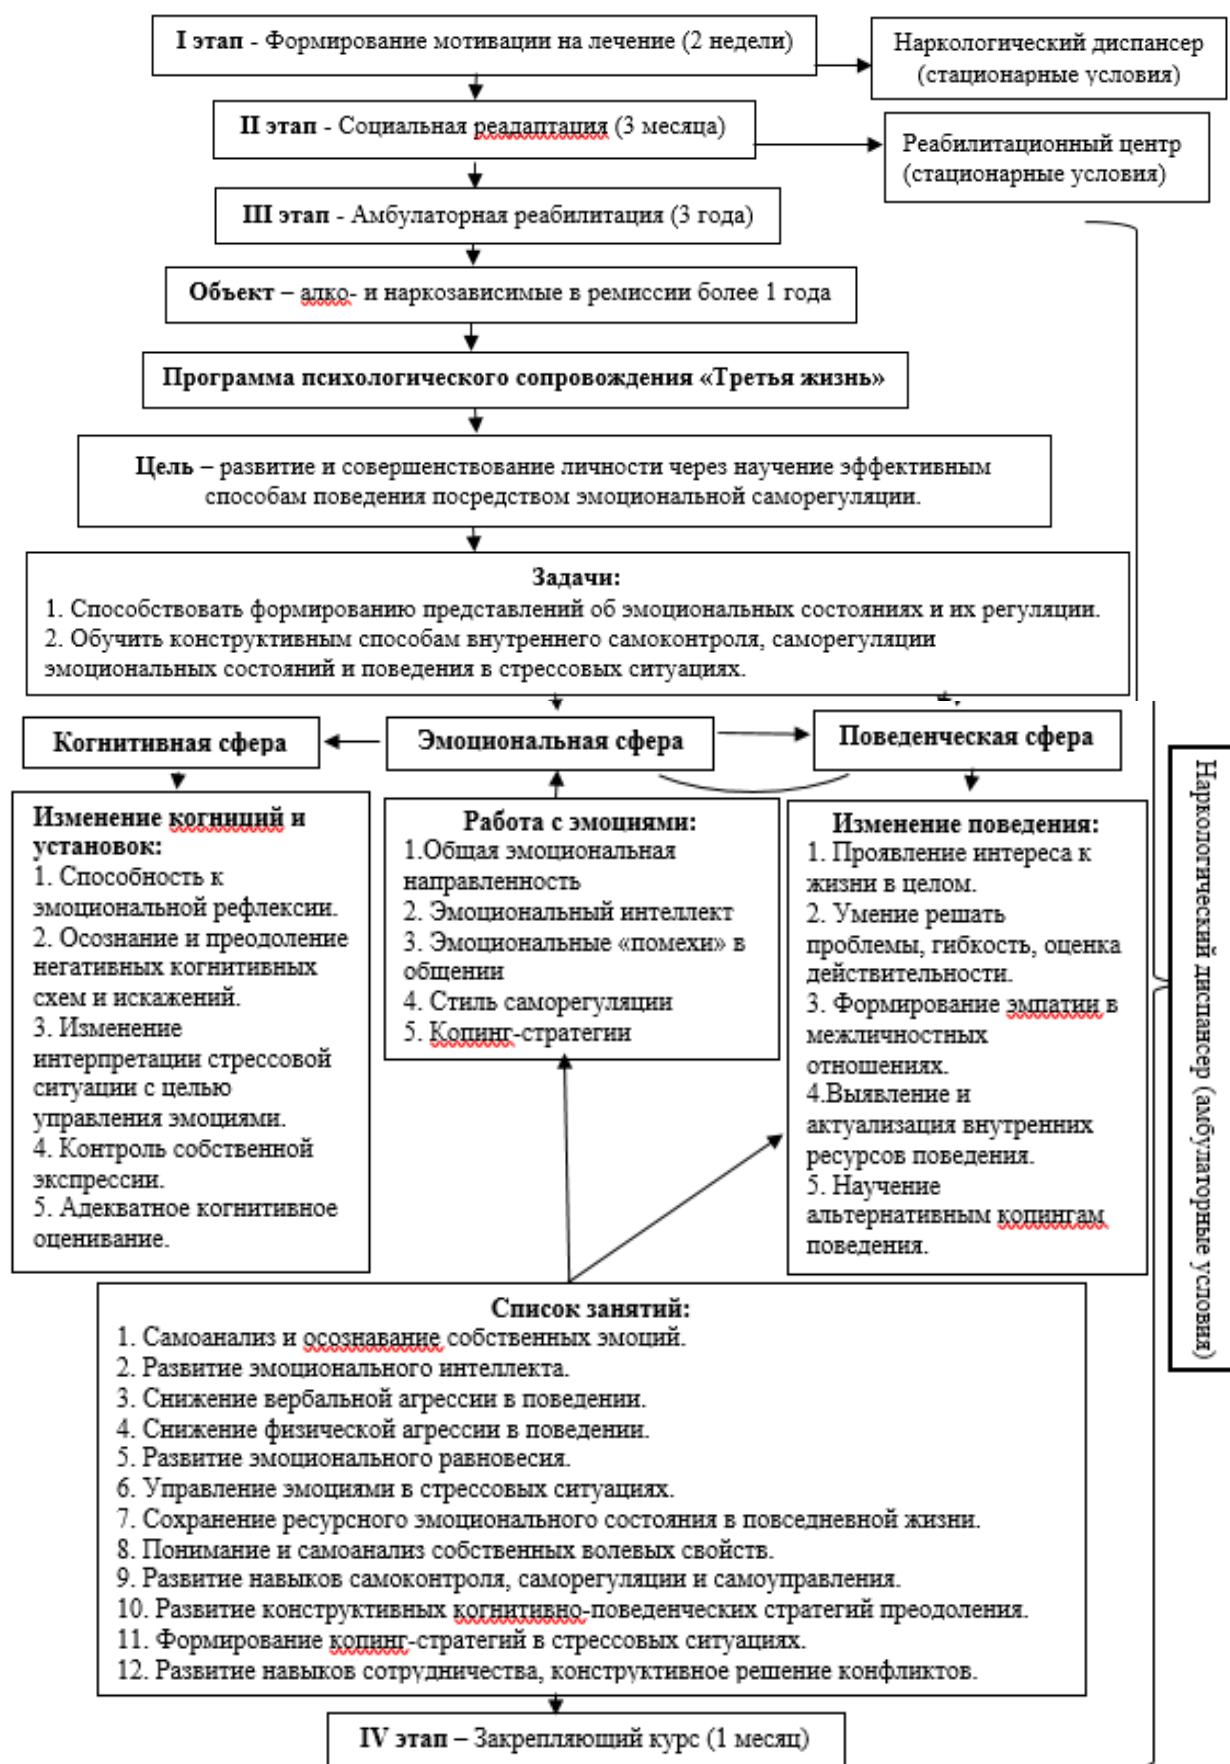 I этап - Формирование мотивации на лечение (2 недели)
Наркологический диспансер
(стационарные условия)
II этап - Социальная реадаптация (3 месяца)
Реабилитационный центр
(стационарные условия)
III этап - Амбулаторная реабилитация (3 года)
Объект – алко- и наркозависимые в ремиссии более 1 года
Программа психологического сопровождения «Третья жизнь»
Цель – развитие и совершенствование личности через научение эффективным
способам поведения посредством эмоциональной саморегуляции.
Задачи:
1. Способствовать формированию представлений об эмоциональных состояниях и их регуляции.
2. Обучить конструктивным способам внутреннего самоконтроля, саморегуляции
эмоциональных состояний и поведения в стрессовых ситуациях.
Когнитивная сфера
Эмоциональная сфера
Поведенческая сфера
Изменение когниций и
установок:
1. Способность к
эмоциональной рефлексии.
2. Осознание и преодоление
негативных когнитивных
схем и искажений.
3. Изменение
интерпретации стрессовой
ситуации с целью
управления эмоциями.
4. Контроль собственной
экспрессии.
5. Адекватное когнитивное
оценивание.
Работа с эмоциями:
1.Общая эмоциональная
направленность
2. Эмоциональный интеллект
3. Эмоциональные «помехи» в
общении
4. Стиль саморегуляции
5. Копинг-стратегии
Изменение поведения:
1. Проявление интереса к
жизни в целом.
2. Умение решать
проблемы, гибкость, оценка
действительности.
3. Формирование эмпатии в
межличностных
отношениях.
4.Выявление и
актуализация внутренних
ресурсов поведения.
5. Научение
альтернативным копингам
поведения.
Наркологический диспансер (амбулаторные условия)
Список занятий:
1. Самоанализ и осознавание собственных эмоций.
2. Развитие эмоционального интеллекта.
3. Снижение вербальной агрессии в поведении.
4. Снижение физической агрессии в поведении.
5. Развитие эмоционального равновесия.
6. Управление эмоциями в стрессовых ситуациях.
7. Сохранение ресурсного эмоционального состояния в повседневной жизни.
8. Понимание и самоанализ собственных волевых свойств.
9. Развитие навыков самоконтроля, саморегуляции и самоуправления.
10. Развитие конструктивных когнитивно-поведенческих стратегий преодоления.
11. Формирование копинг-стратегий в стрессовых ситуациях.
12. Развитие навыков сотрудничества, конструктивное решение конфликтов.
IV этап – Закрепляющий курс (1 месяц)